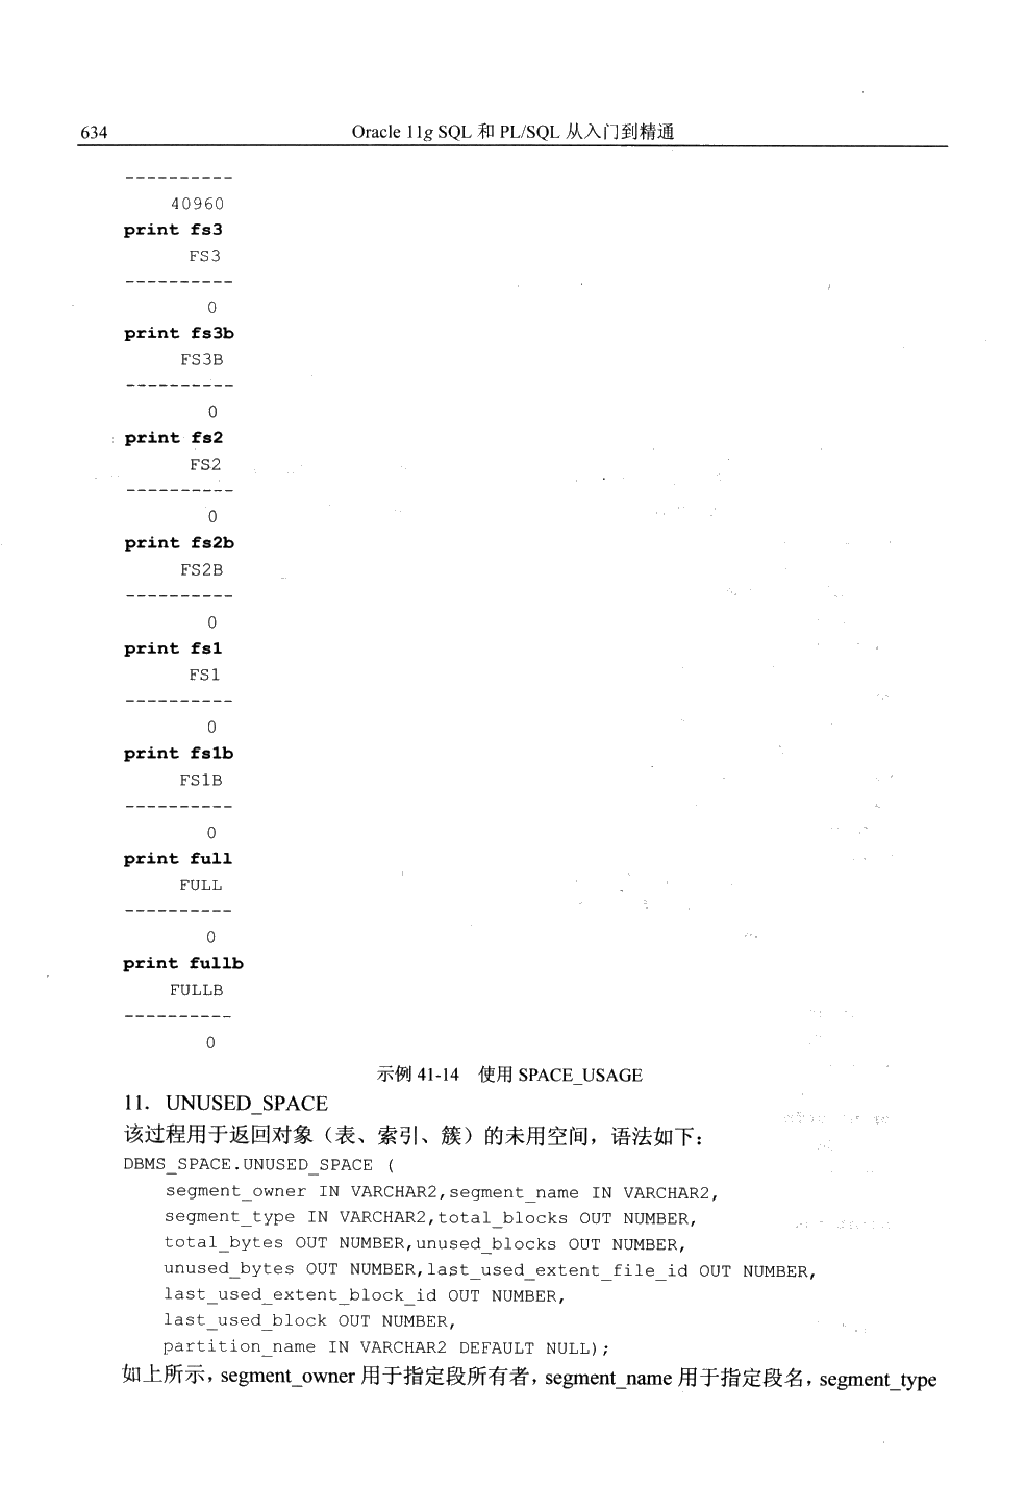 634
Oracle 11g SQL 和 PL/SQL 从入门到精通
----------
40960
print fs3
FS3
----------
0
print fs3b
FS3B
----------
0
print fs2
FS2
----------
0
print fs2b
FS2B
----------
0
print fs1
FS1
----------
0
print fs1b
FS1B
----------
0
print full
FULL
----------
0
print fullb
FULLB
----------
0
示例 41-14 使用 SPACE_USAGE
11．UNUSED_SPACE
该过程用于返回对象（表、索引、簇）的未用空间，语法如下：
DBMS_SPACE.UNUSED_SPACE (
segment_owner IN VARCHAR2,segment_name IN VARCHAR2,
segment_type IN VARCHAR2,total_blocks OUT NUMBER,
total_bytes OUT NUMBER,unused_blocks OUT NUMBER,
unused_bytes OUT NUMBER,last_used_extent_file_id OUT NUMBER,
last_used_extent_block_id OUT NUMBER,
last_used_block OUT NUMBER,
partition_name IN VARCHAR2 DEFAULT NULL);
如上所示，segment_owner 用于指定段所有者，segment_name 用于指定段名，segment_type